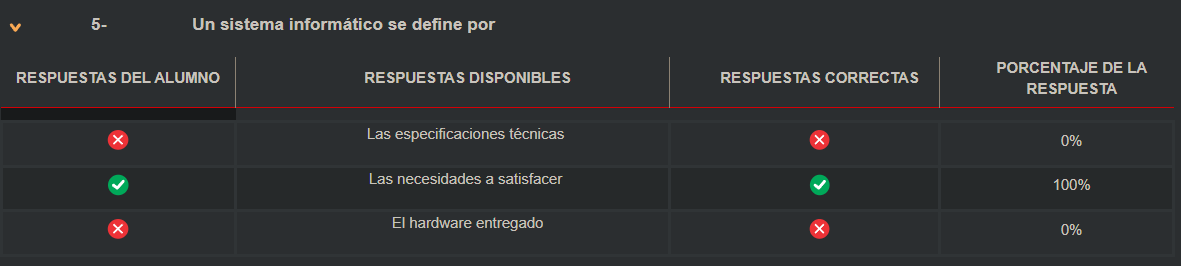 5- Un sistema informático se define por
RESPUESTAS DEL ALUMNO RESPUESTAS DISPONIBLES RESPUESTAS CORRECTAS PORCENTAJE DE LA
RESPUESTA
Las especificaciones técnicas 0%
Las necesidades a satisfacer 100%
El hardware entregado 0%